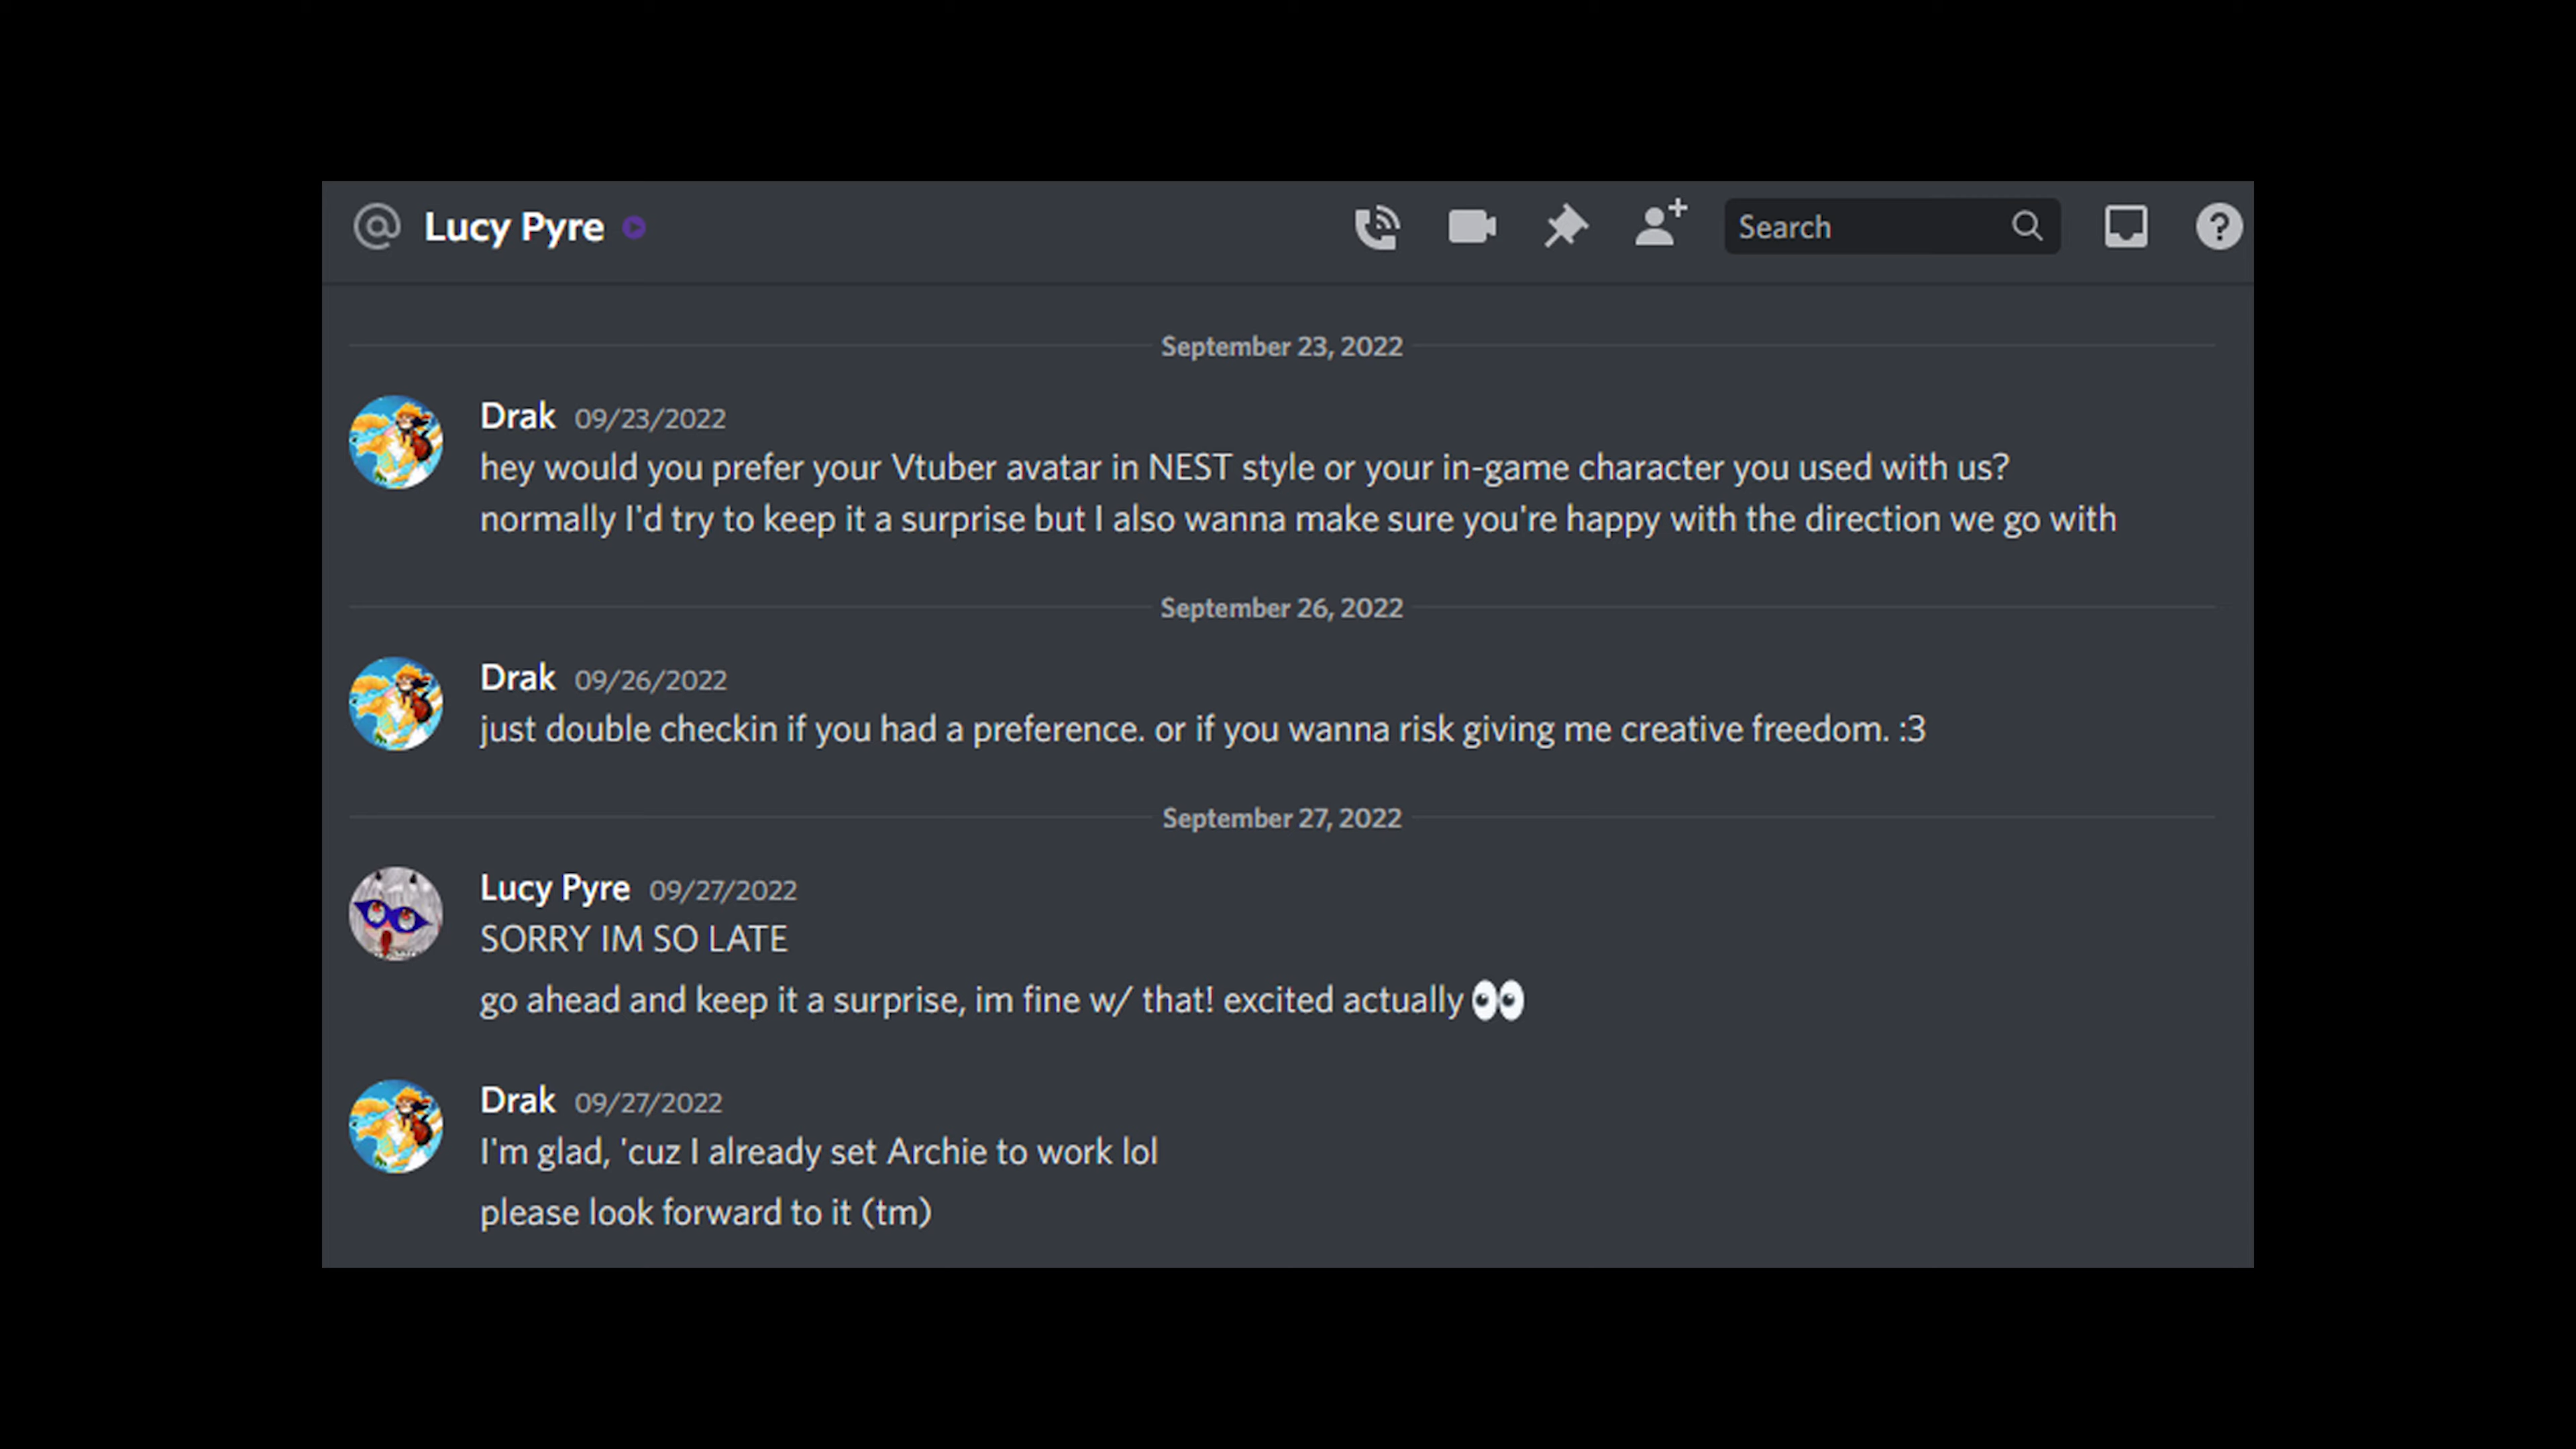 Lucy Pyre
Search
September 23, 2022
Drak 09/23/2022
hey would you prefer your Vtuber avatar in NEST style or your in-game character you used with us?
normally I'd try to keep it a surprise but I also wanna make sure you're happy with the direction we go with
September 26, 2022
Drak 09/26/2022
just double checkin if you had a preference. or if you wanna risk giving me creative freedom. :3
September 27, 2022
Lucy Pyre 09/27/2022
SORRY IM SO LATE
go ahead and keep it a surprise, im fine w/ that! excited actually 👀
Drak 09/27/2022
I'm glad, 'cuz I already set Archie to work lol
please look forward to it (tm)